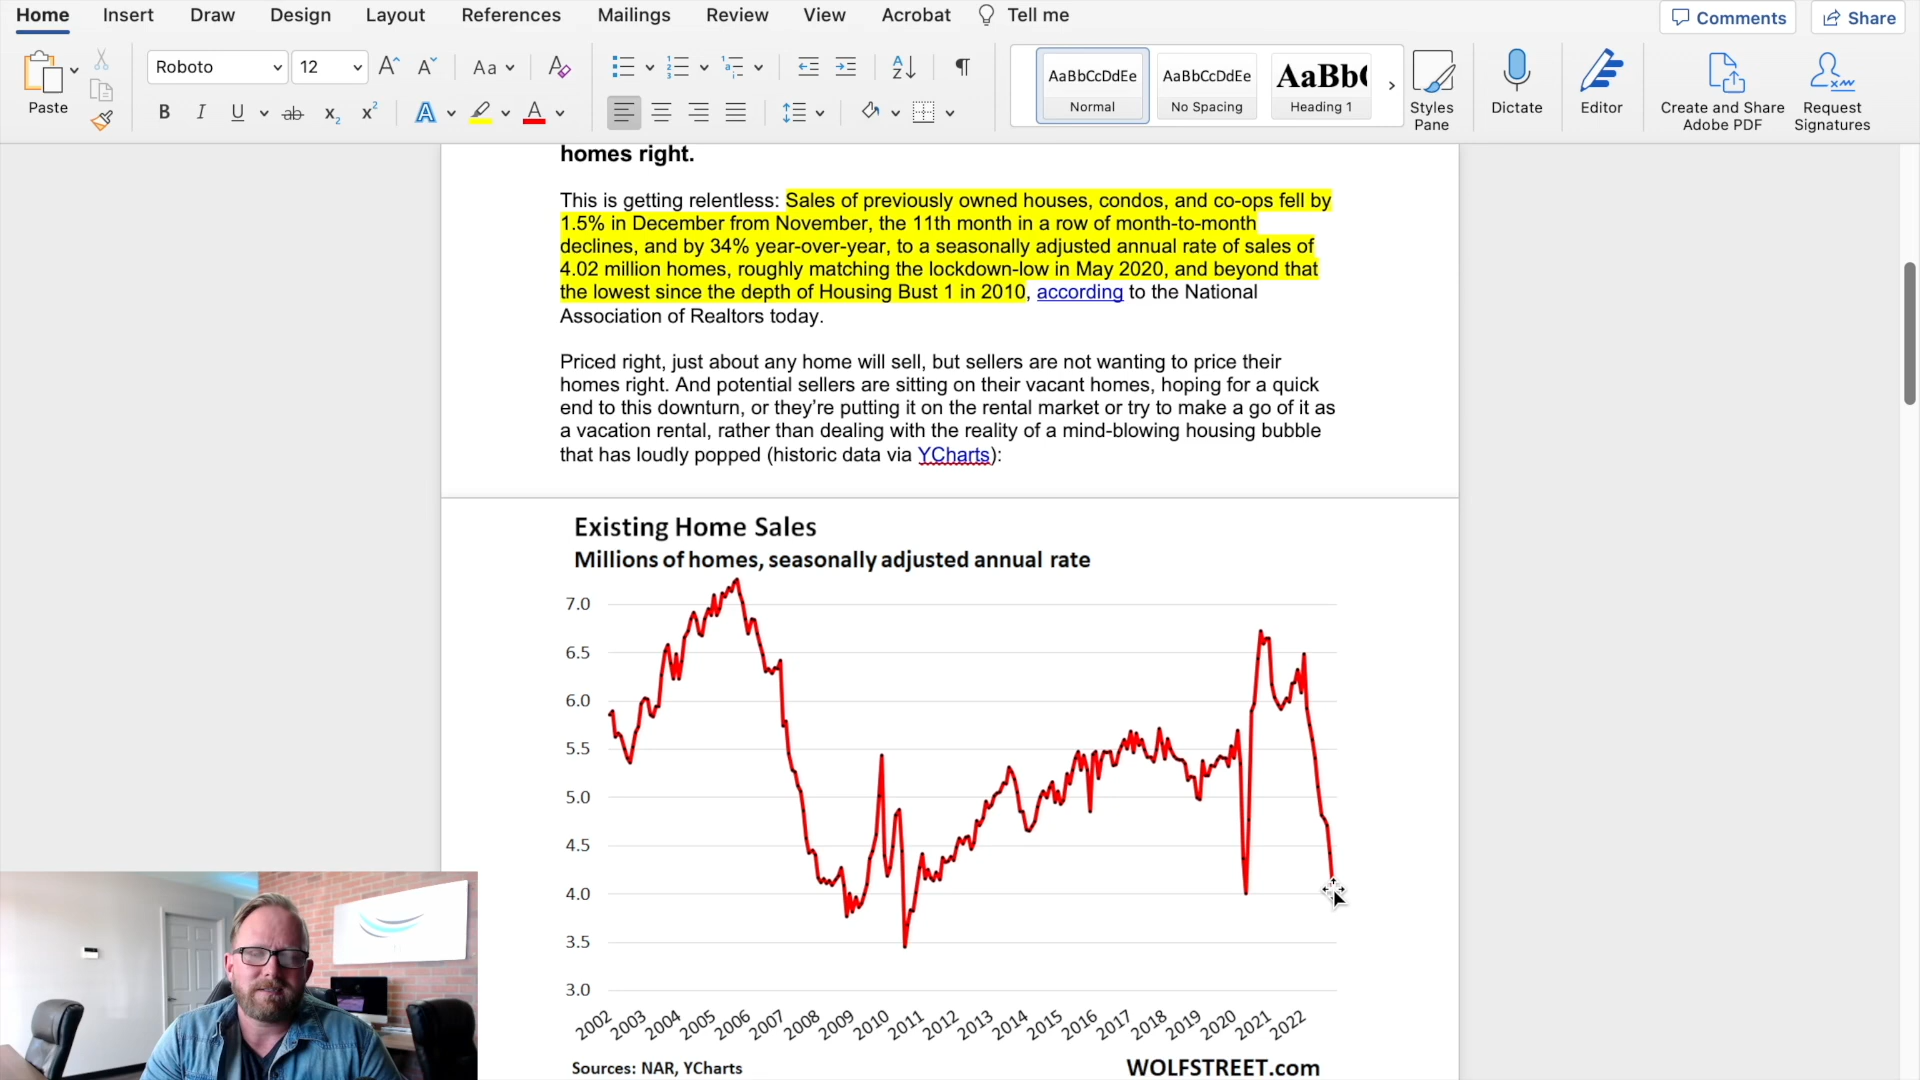 Home Insert Draw Design Layout References Mailings Review View Acrobat Tell me
Comments Share
Paste
Roboto 12
Aa
B I U ab x2 x2 A A
AaBbCcDdEe
Normal
AaBbCcDdEe
No Spacing
AaBb(
Heading 1
Styles
Pane
Dictate
Editor
Create and Share
Adobe PDF
Request
Signatures
homes right.
This is getting relentless: Sales of previously owned houses, condos, and co-ops fell by
1.5% in December from November, the 11th month in a row of month-to-month
declines, and by 34% year-over-year, to a seasonally adjusted annual rate of sales of
4.02 million homes, roughly matching the lockdown-low in May 2020, and beyond that
the lowest since the depth of Housing Bust 1 in 2010, according to the National
Association of Realtors today.
Priced right, just about any home will sell, but sellers are not wanting to price their
homes right. And potential sellers are sitting on their vacant homes, hoping for a quick
end to this downturn, or they’re putting it on the rental market or try to make a go of it as
a vacation rental, rather than dealing with the reality of a mind-blowing housing bubble
that has loudly popped (historic data via YCharts):
Existing Home Sales
Millions of homes, seasonally adjusted annual rate
7.0
6.5
6.0
5.5
5.0
4.5
4.0
3.5
3.0
2002 2003 2004 2005 2006 2007 2008 2009 2010 2011 2012 2013 2014 2015 2016 2017 2018 2019 2020 2021 2022
Sources: NAR, YCharts
WOLFSTREET.com